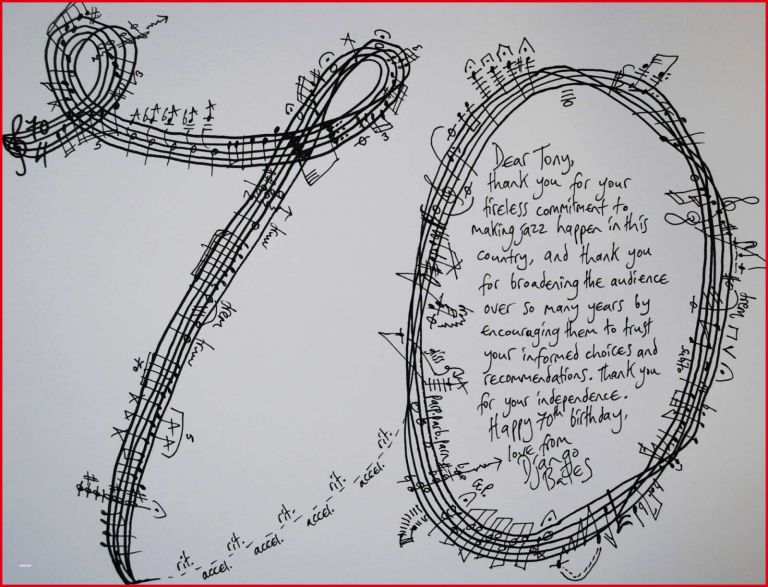 70
4
Dear Tony,
thank you for your
tireless commitment to
making jazz happen in this
country, and thank you
for broadening the audience
over so many years by
encouraging them to trust
your informed choices and
recommendations. Thank you
for your independence.
Happy 70th birthday,
love from
Django
Bates
rit.
accel.
rit.
accel.
rit.
accel.
rit.
accel.
rit.